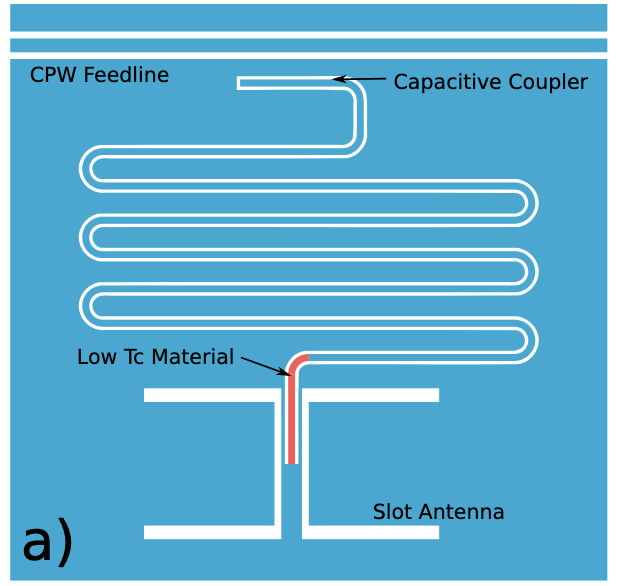 CPW Feedline
Capacitive Coupler
Low Tc Material
Slot Antenna
a)